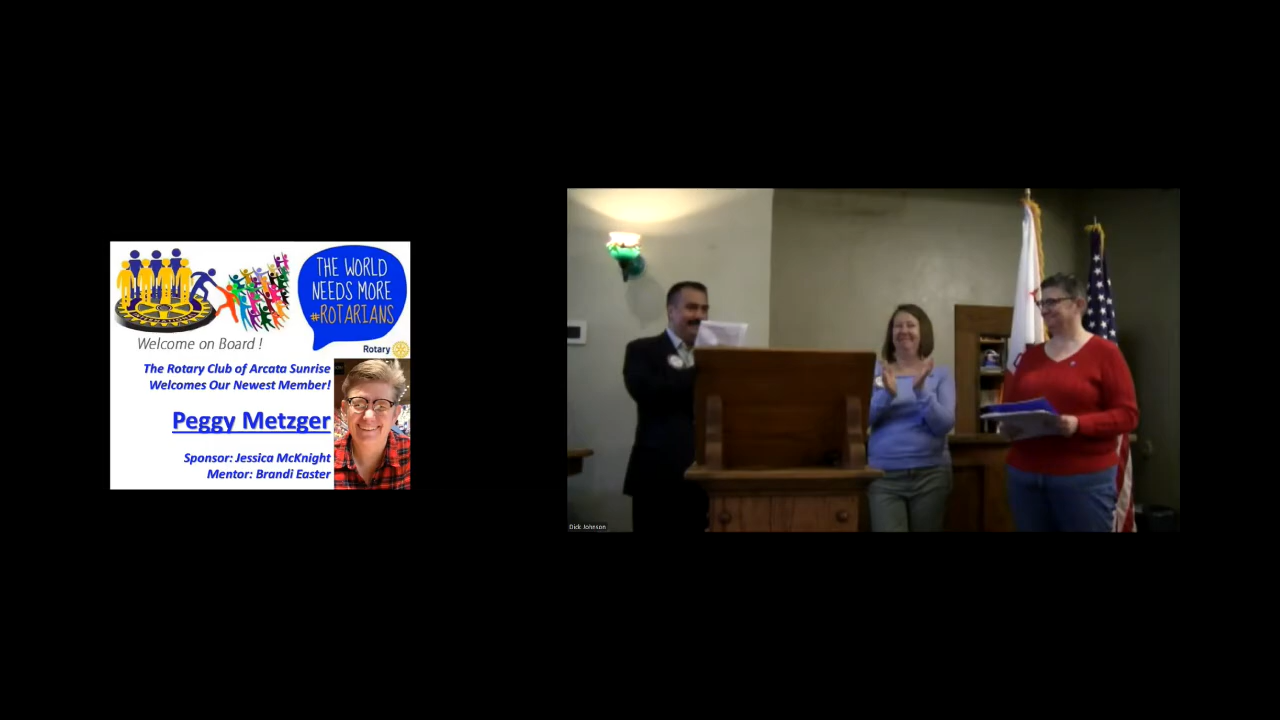 THE WORLD
NEEDS MORE
#ROTARIANS
Welcome on Board !
Rotary
The Rotary Club of Arcata Sunrise
Welcomes Our Newest Member!
Peggy Metzger
Sponsor: Jessica McKnight
Mentor: Brandi Easter
Dick Johnson